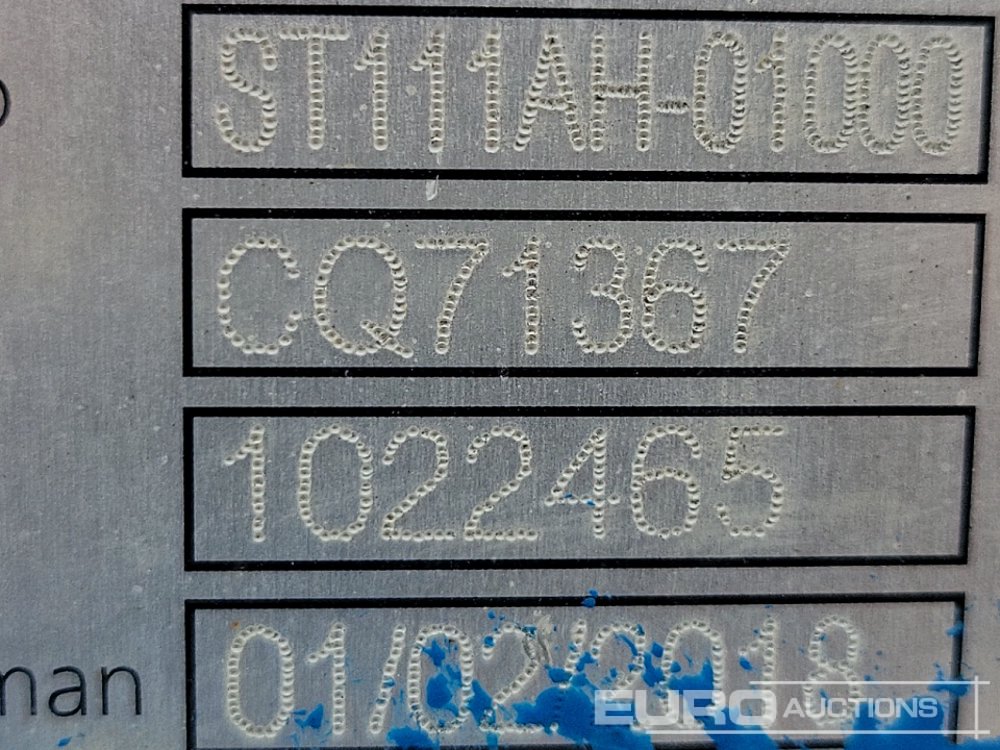 ST111AH-01000
CQ71367
1022465
man 01/02/2018
EURO AUCTIONS